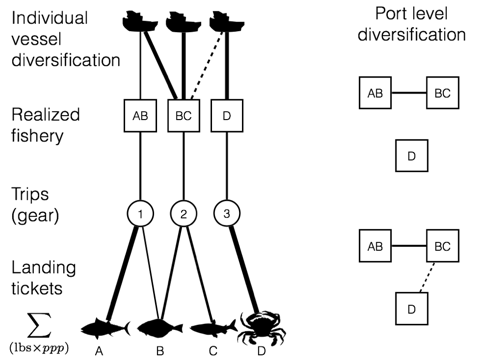 Individual
vessel
diversification
Port level
diversification
AB
BC
Realized
fishery
AB
BC
D
D
Trips
(gear)
1
2
3
AB
BC
Landing
tickets
D
∑
(lbs×ppp)
A
B
C
D